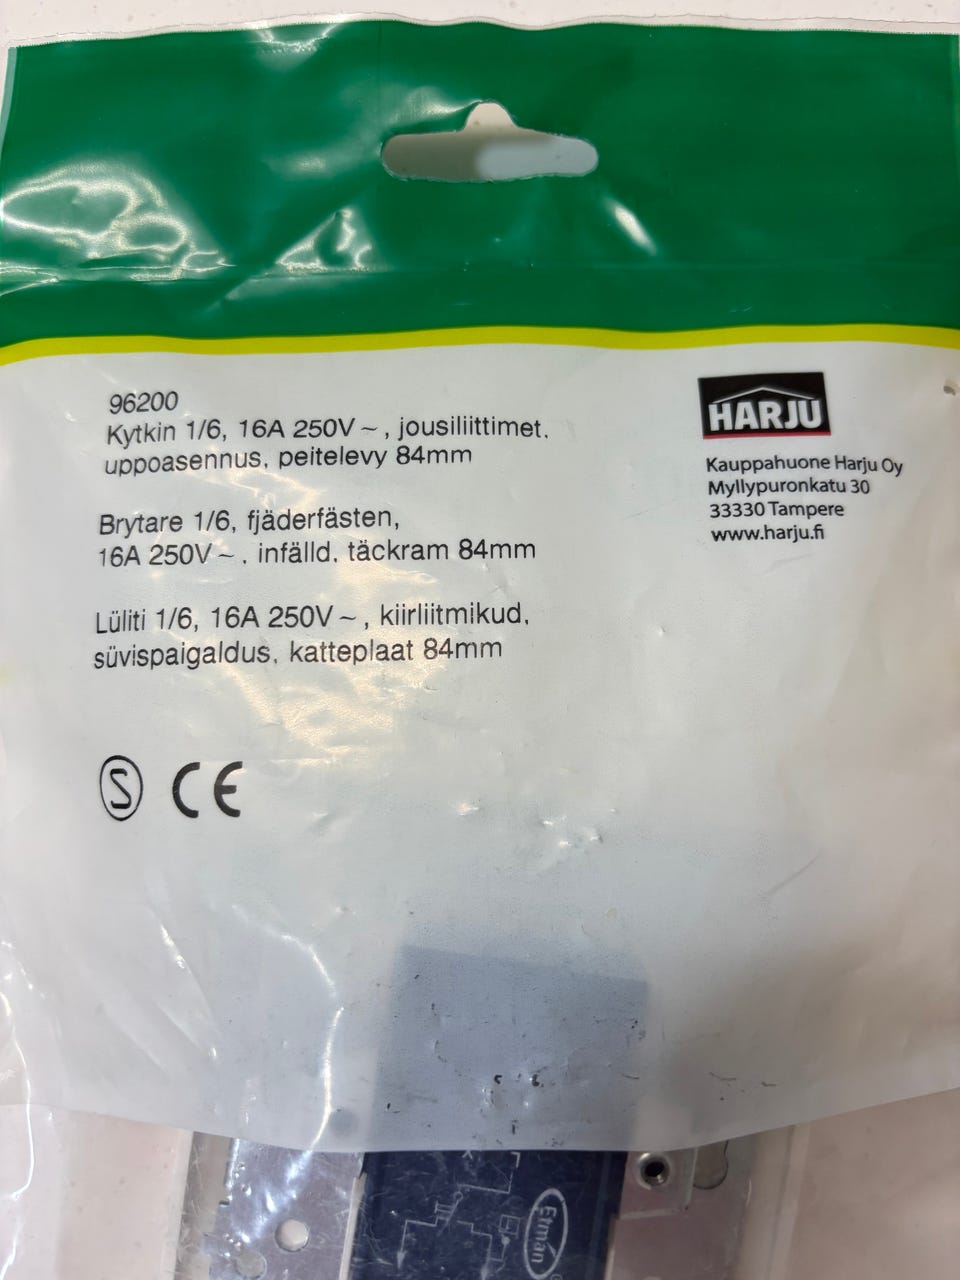 96200
Kytkin 1/6, 16A 250V ~, jousiliittimet,
uppoasennus, peitelevy 84mm
Brytare 1/6, fjäderfästen,
16A 250V ~, infälld, täckram 84mm
Lüliti 1/6, 16A 250V ~, kiirliitmikud,
süvispaigaldus, katteplaat 84mm
S CE
HARJU
Kauppahuone Harju Oy
Myllypuronkatu 30
33330 Tampere
www.harju.fi
Etman